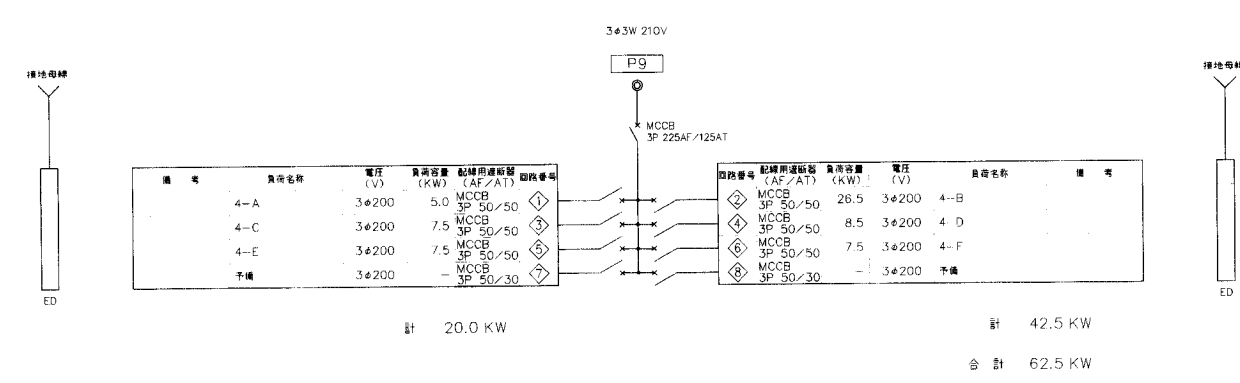 3φ3W 210V
P9
接地母線
接地母線
MCCB
3P 225AF/125AT
備 考 負荷名称 電圧(V) 負荷容量(KW) 配線用遮断器(AF/AT) 回路番号
4-A 3φ200 5.0 MCCB 3P 50/50 1
4-C 3φ200 7.5 MCCB 3P 50/50 3
4-E 3φ200 7.5 MCCB 3P 50/50 5
予備 3φ200 - MCCB 3P 50/30 7
回路番号 配線用遮断器(AF/AT) 負荷容量(KW) 電圧(V) 負荷名称 備 考
2 MCCB 3P 50/50 26.5 3φ200 4-B
4 MCCB 3P 50/50 8.5 3φ200 4-D
6 MCCB 3P 50/50 7.5 3φ200 4-F
8 MCCB 3P 50/30 - 3φ200 予備
ED
ED
計 20.0 KW
計 42.5 KW
合 計 62.5 KW